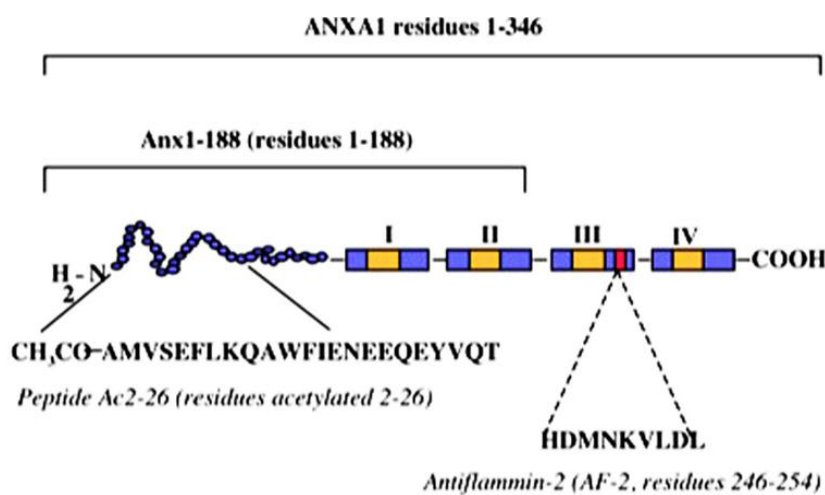 ANXA1 residues 1-346
Anx1-188 (residues 1-188)
I II III IV
H2-N COOH
CH3CO-AMVSEFLKQAWFIENEEQEYVQT
Peptide Ac2-26 (residues acetylated 2-26)
HDMNKVLDL
Antiflammin-2 (AF-2, residues 246-254)